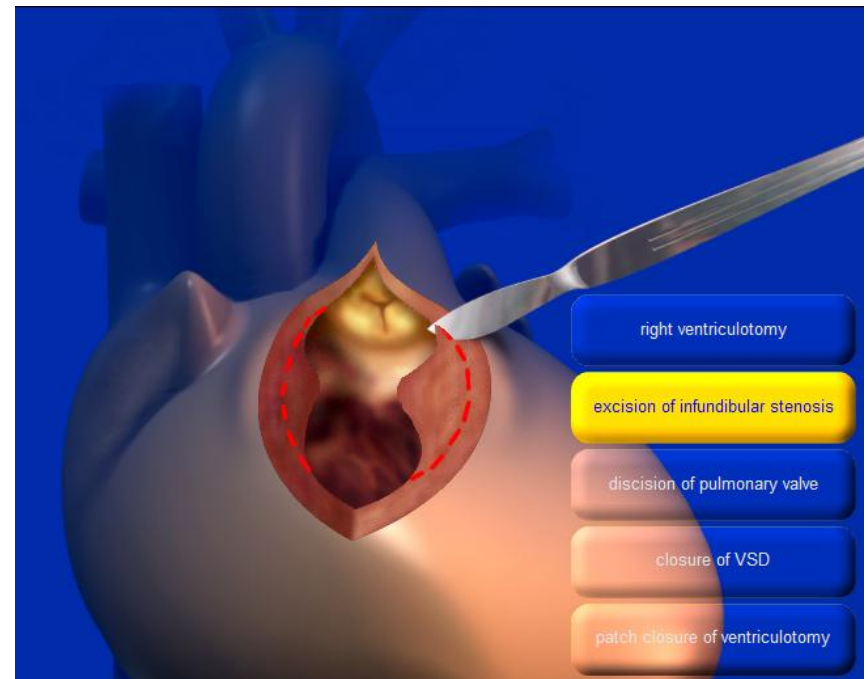 right ventriculotomy
excision of infundibular stenosis
discision of pulmonary valve
closure of VSD
patch closure of ventriculotomy